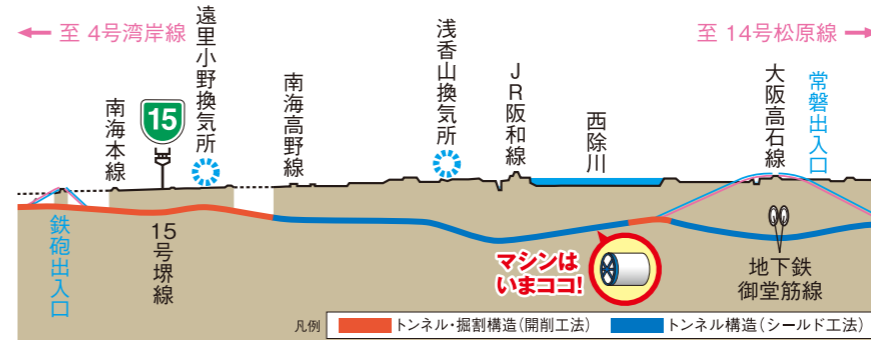 ← 至 4号湾岸線
至 14号松原線 →
南海本線
15
遠里小野換気所
南海高野線
浅香山換気所
JR阪和線
西除川
大阪高石線
常磐出入口
鉄砲出入口
15号堺線
マシンは
いまココ!
地下鉄
御堂筋線
凡例
トンネル・掘割構造(開削工法)
トンネル構造(シールド工法)